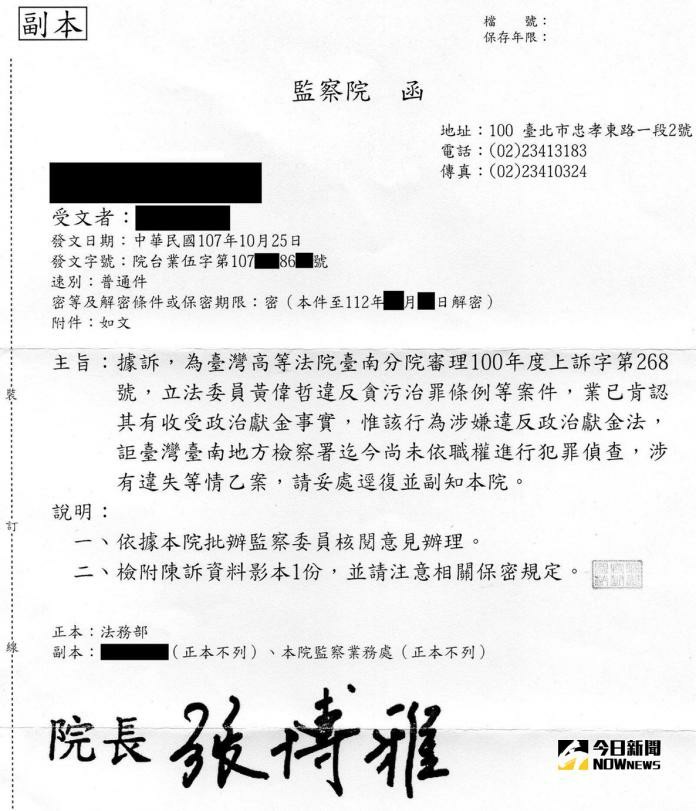 副本
檔　號：
保存年限：
監察院　函
地址：100 臺北市忠孝東路一段2號
電話：(02)23413183
傳真：(02)23410324
受文者：
發文日期：中華民國107年10月25日
發文字號：院台業伍字第107 86 號
速別：普通件
密等及解密條件或保密期限：密（本件至112年 月 日解密）
附件：如文
主旨：據訴，為臺灣高等法院臺南分院審理100年度上訴字第268
號，立法委員黃偉哲違反貪污治罪條例等案件，業已肯認
其有收受政治獻金事實，惟該行為涉嫌違反政治獻金法，
詎臺灣臺南地方檢察署迄今尚未依職權進行犯罪偵查，涉
有違失等情乙案，請妥處逕復並副知本院。
說明：
一、依據本院批辦監察委員核閱意見辦理。
二、檢附陳訴資料影本1份，並請注意相關保密規定。
正本：法務部
副本： （正本不列）、本院監察業務處（正本不列）
院長 張博雅
裝
訂
線
今日新聞
NOWnews